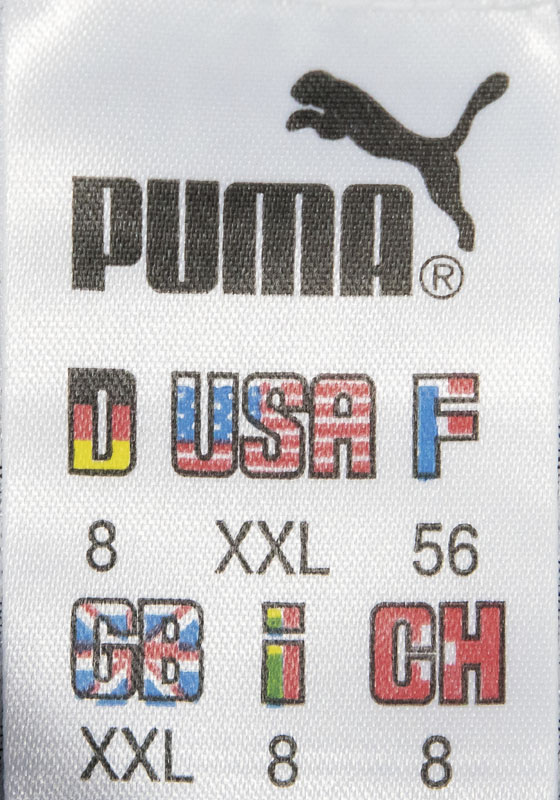 PUMA®
D USA F
8 XXL 56
GB i CH
XXL 8 8